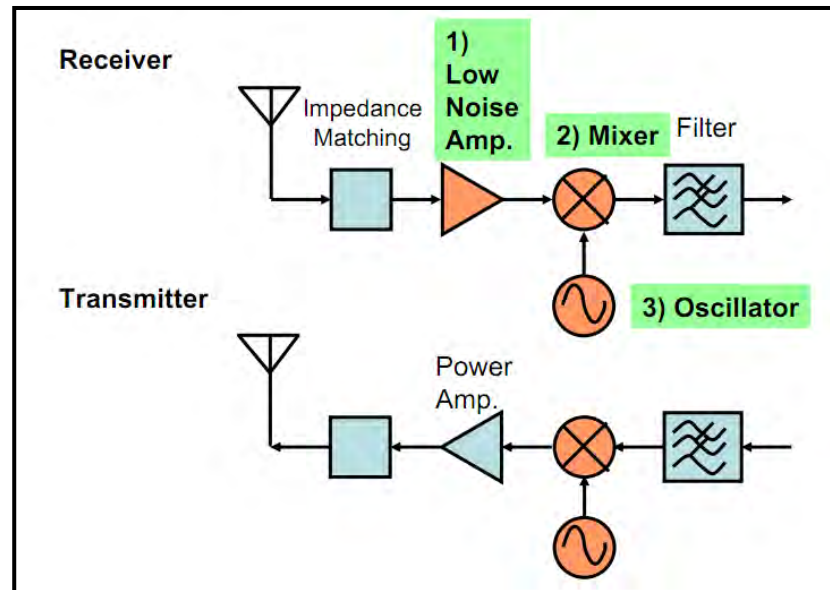 Receiver
Impedance
Matching
1)
Low
Noise
Amp.
2) Mixer
Filter
3) Oscillator
Transmitter
Power
Amp.